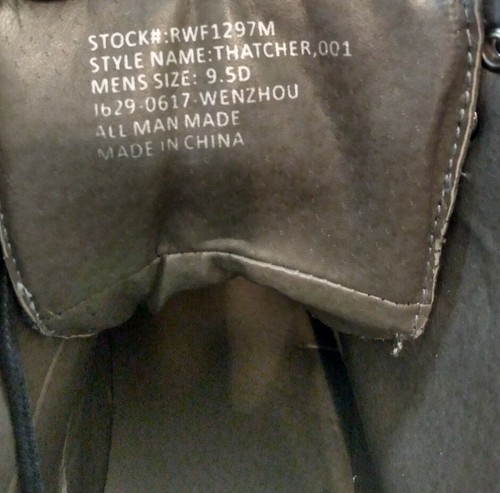 STOCK#:RWF1297M
STYLE NAME:THATCHER,001
MENS SIZE: 9.5D
1629-0617-WENZHOU
ALL MAN MADE
MADE IN CHINA